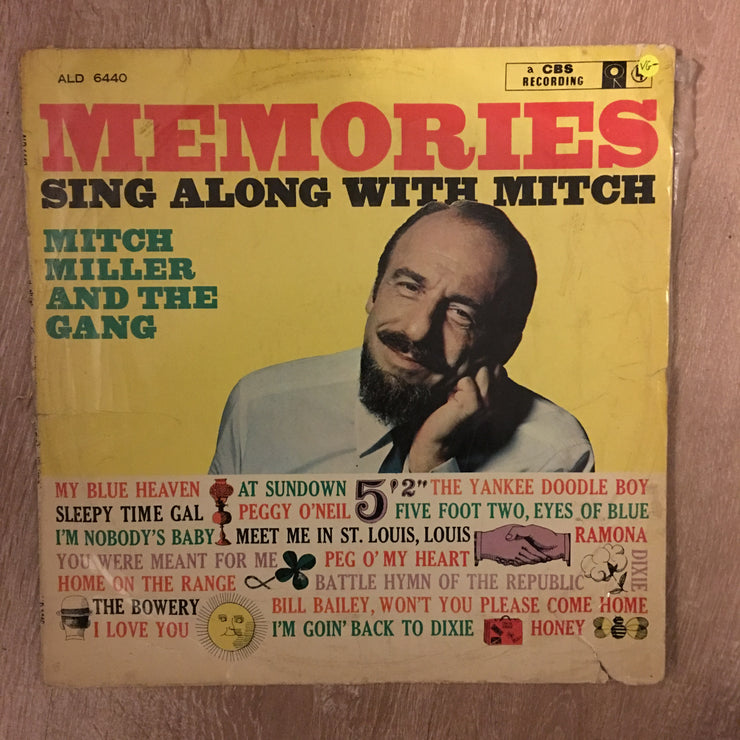 ALD 6440
a CBS
RECORDING
VG-
MEMORIES
SING ALONG WITH MITCH
MITCH
MILLER
AND THE
GANG
MY BLUE HEAVEN AT SUNDOWN 5'2" THE YANKEE DOODLE BOY
SLEEPY TIME GAL PEGGY O'NEIL FIVE FOOT TWO, EYES OF BLUE
I'M NOBODY'S BABY MEET ME IN ST. LOUIS, LOUIS RAMONA
YOU WERE MEANT FOR ME PEG O' MY HEART DIXIE
HOME ON THE RANGE BATTLE HYMN OF THE REPUBLIC
THE BOWERY BILL BAILEY, WON'T YOU PLEASE COME HOME
I LOVE YOU I'M GOIN' BACK TO DIXIE HONEY